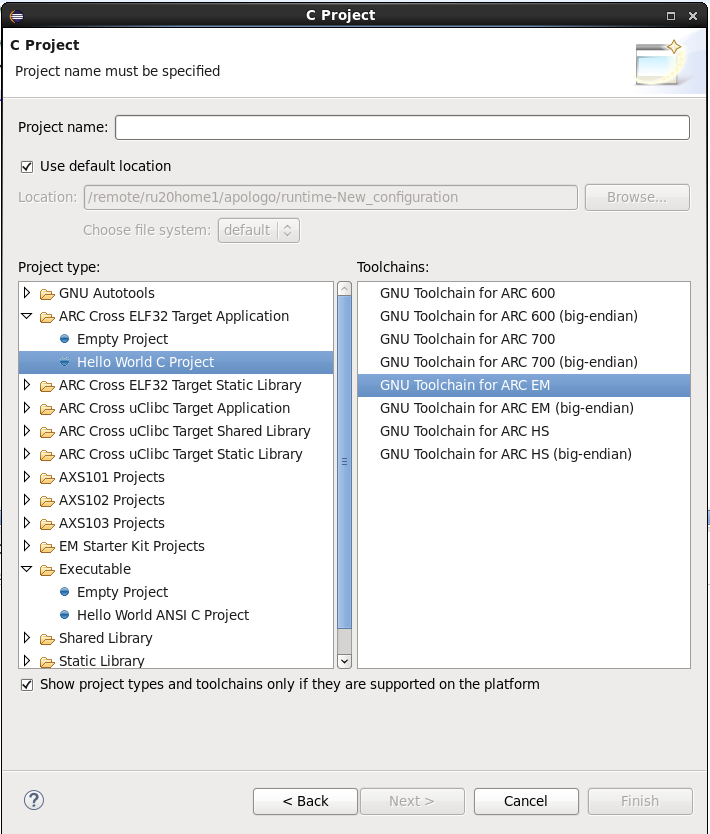 C Project
C Project
Project name must be specified
Project name:
Use default location
Location: /remote/ru20home1/apologo/runtime-New_configuration Browse...
Choose file system: default
Project type:
GNU Autotools
ARC Cross ELF32 Target Application
Empty Project
Hello World C Project
ARC Cross ELF32 Target Static Library
ARC Cross uClibc Target Application
ARC Cross uClibc Target Shared Library
ARC Cross uClibc Target Static Library
AXS101 Projects
AXS102 Projects
AXS103 Projects
EM Starter Kit Projects
Executable
Empty Project
Hello World ANSI C Project
Shared Library
Static Library
Toolchains:
GNU Toolchain for ARC 600
GNU Toolchain for ARC 600 (big-endian)
GNU Toolchain for ARC 700
GNU Toolchain for ARC 700 (big-endian)
GNU Toolchain for ARC EM
GNU Toolchain for ARC EM (big-endian)
GNU Toolchain for ARC HS
GNU Toolchain for ARC HS (big-endian)
Show project types and toolchains only if they are supported on the platform
? < Back Next > Cancel Finish